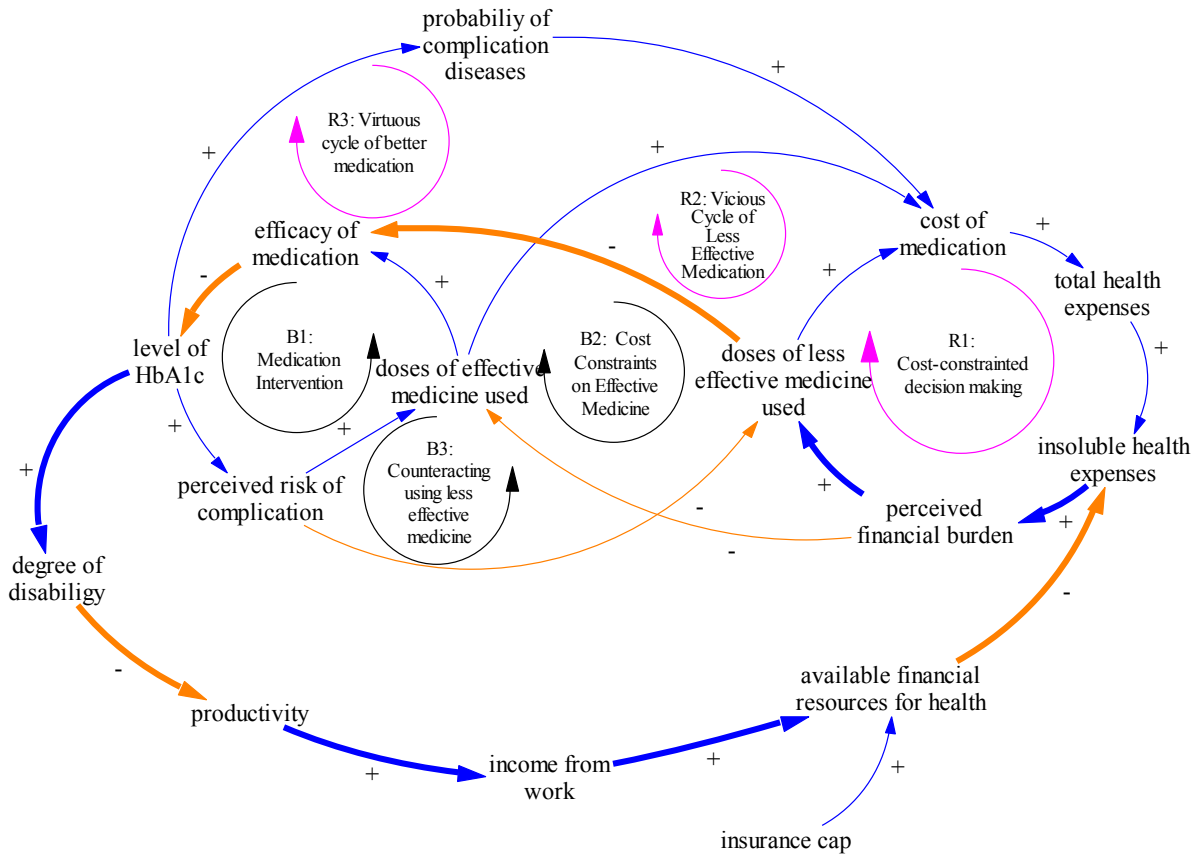 probabiliy of
complication
diseases
+
+
R3: Virtuous
cycle of better
medication
+
R2: Vicious
Cycle of
Less
Effective
Medication
cost of
medication
+
efficacy of
medication
-
-
+
+
total health
expenses
B1:
Medication
Intervention
level of
HbA1c
doses of effective
medicine used
B2: Cost
Constraints
on Effective
Medicine
doses of less
effective medicine
used
R1:
Cost-constrainted
decision making
+
+
+
+
perceived risk of
complication
B3:
Counteracting
using less
effective
medicine
-
-
+
perceived
financial burden
+
insoluble health
expenses
degree of
disabiligy
-
-
productivity
+
income from
work
+
available financial
resources for health
+
insurance cap